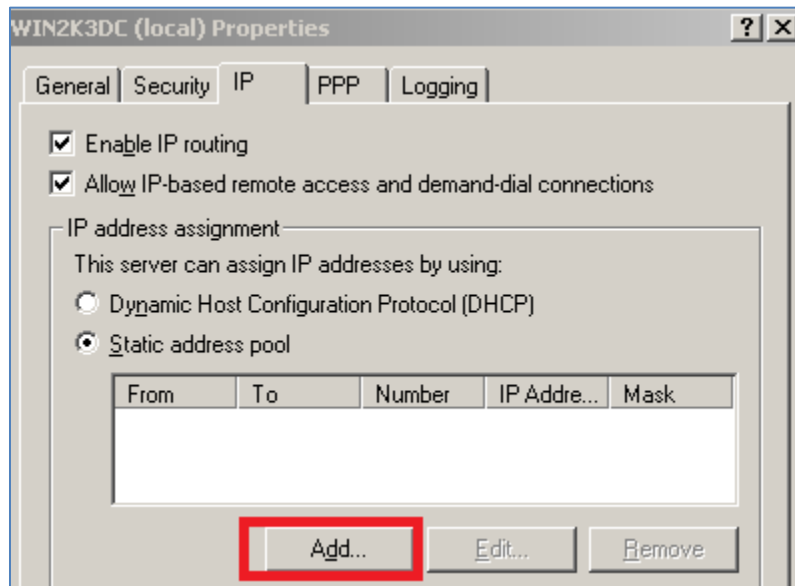 WIN2K3DC (local) Properties
General Security IP PPP Logging
Enable IP routing
Allow IP-based remote access and demand-dial connections
IP address assignment
This server can assign IP addresses by using:
Dynamic Host Configuration Protocol (DHCP)
Static address pool
From To Number IP Addre... Mask
Add... Edit... Remove